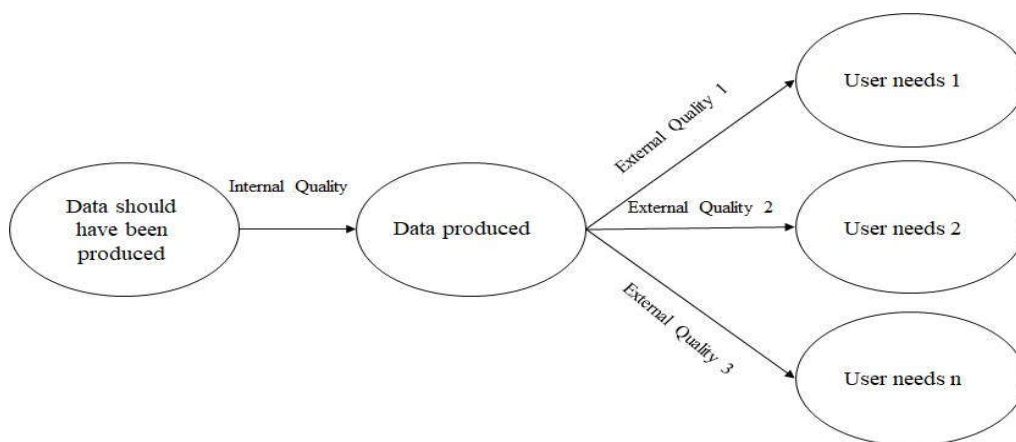 Data should
have been
produced
Internal Quality
Data produced
External Quality 1
User needs 1
External Quality 2
User needs 2
External Quality 3
User needs n